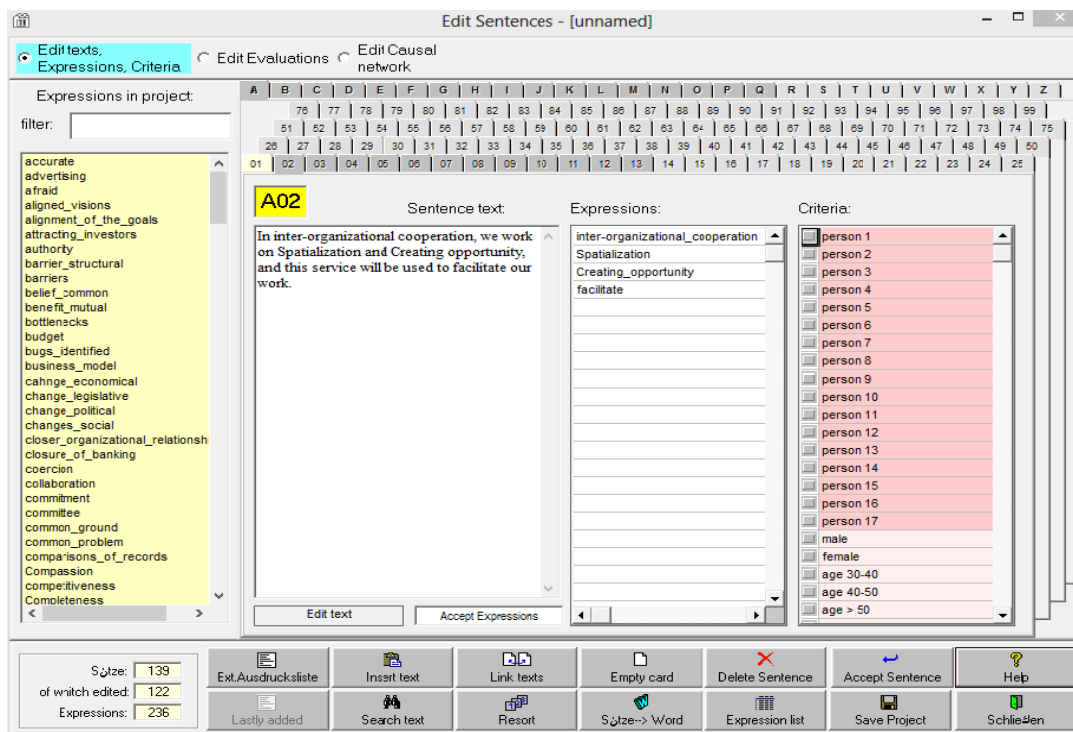 Edit Sentences - [unnamed]
Edit texts,
Expressions, Criteria
Edit Evaluations
Edit Causal
network
Expressions in project:
filter:
accurate
advertising
afraid
aligned_visions
alignment_of_the_goals
attracting_investors
authority
barrier_structural
barriers
belief_common
benefit_mutual
bottlenecks
budget
bugs_identified
business_model
cahnge_economical
change_legislative
change_political
changes_social
closer_organizational_relationsh
closure_of_banking
coercion
collaboration
commitment
committee
common_ground
common_problem
comparisons_of_records
Compassion
competitiveness
Completeness
A B C D E F G H I J K L M N O P Q R S T U V W X Y Z
76 77 78 79 80 81 82 83 84 85 86 87 88 89 90 91 92 93 94 95 96 97 98 99
51 52 53 54 55 56 57 58 59 60 61 62 63 64 65 66 67 68 69 70 71 72 73 74 75
26 27 28 29 30 31 32 33 34 35 36 37 38 39 40 41 42 43 44 45 46 47 48 49 50
01 02 03 04 05 06 07 08 09 10 11 12 13 14 15 16 17 18 19 20 21 22 23 24 25
A02
Sentence text:
In inter-organizational cooperation, we work
on Spatialization and Creating opportunity,
and this service will be used to facilitate our
work.
Edit text
Accept Expressions
Expressions:
inter-organizational_cooperation
Spatialization
Creating_opportunity
facilitate
Criteria:
person 1
person 2
person 3
person 4
person 5
person 6
person 7
person 8
person 9
person 10
person 11
person 12
person 13
person 14
person 15
person 16
person 17
male
female
age 30-40
age 40-50
age > 50
Sنtze: 139
of whitch edited: 122
Expressions: 236
Ext.Ausdrucksliste
Insert text
Link texts
Empty card
Delete Sentence
Accept Sentence
Help
Lastly added
Search text
Resort
Sنtze--> Word
Expression list
Save Project